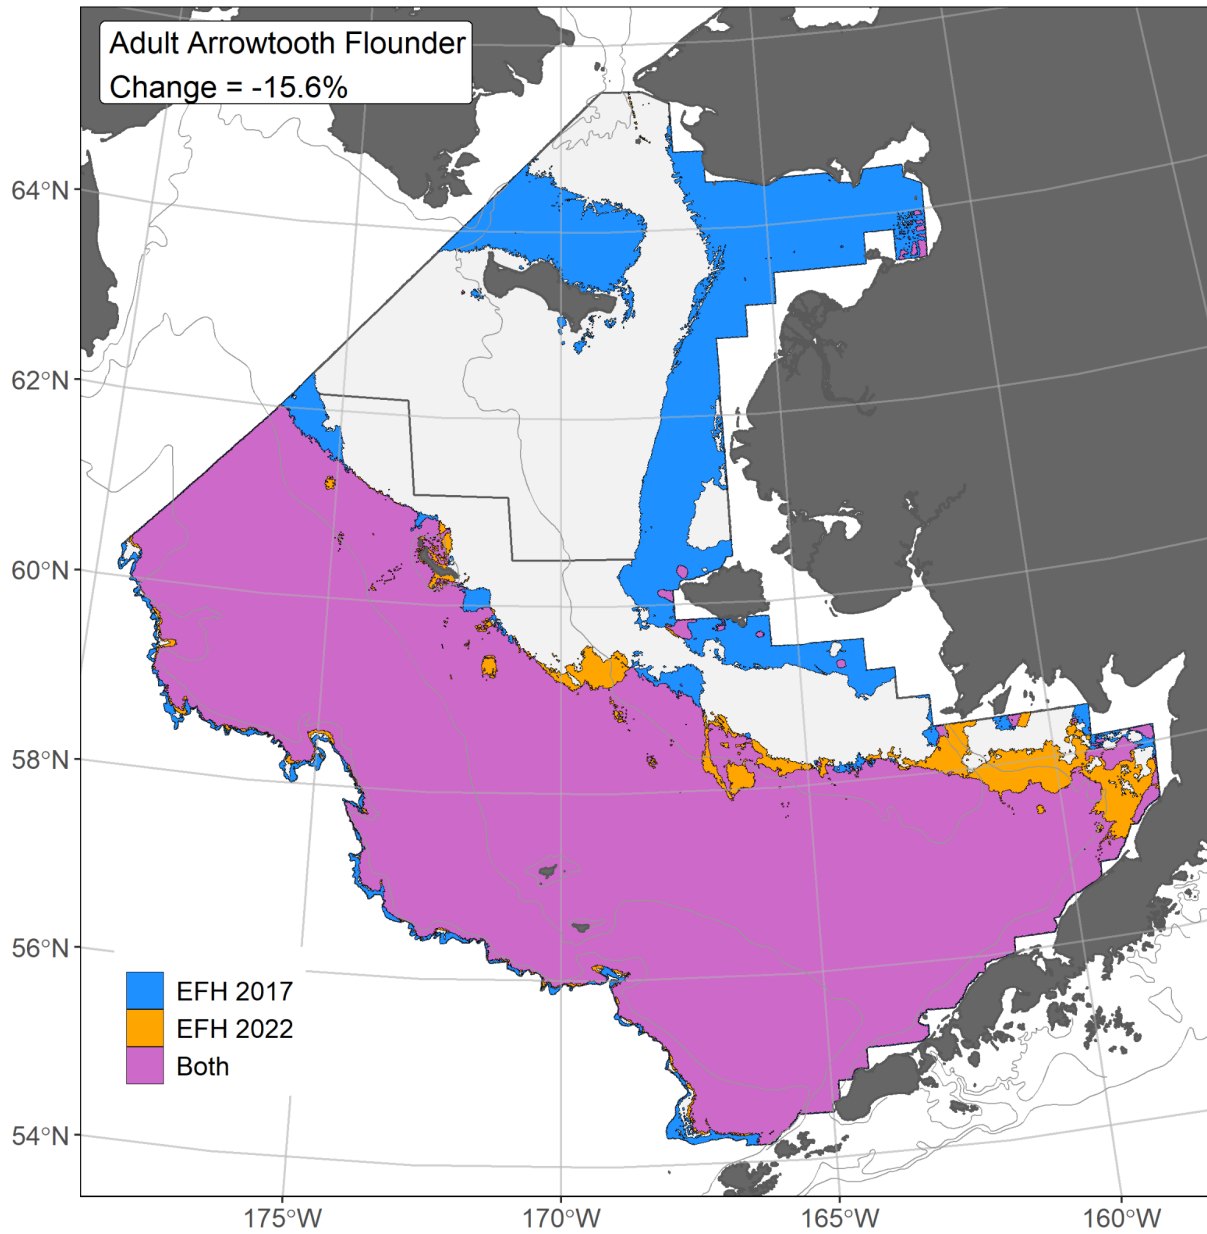 Adult Arrowtooth Flounder
Change = -15.6%
64°N
62°N
60°N
58°N
56°N
54°N
EFH 2017
EFH 2022
Both
175°W
170°W
165°W
160°W